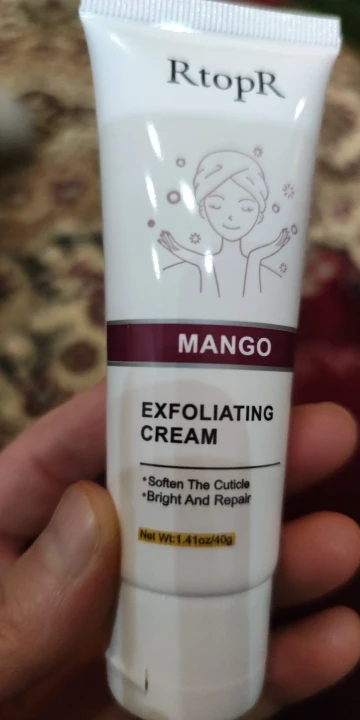 RtopR
MANGO
EXFOLIATING
CREAM
*Soften The Cuticle
*Bright And Repair
Net Wt:1.41oz/40g